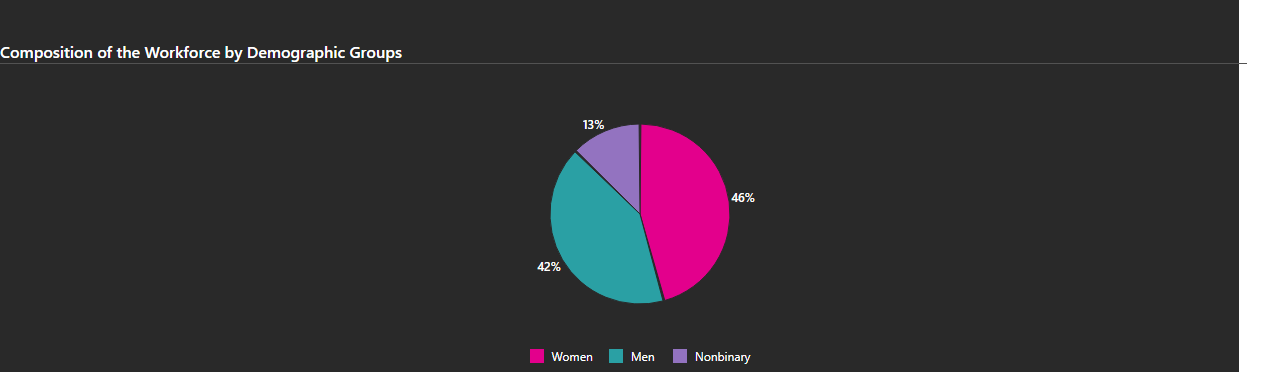 Composition of the Workforce by Demographic Groups
13%
46%
42%
Women Men Nonbinary